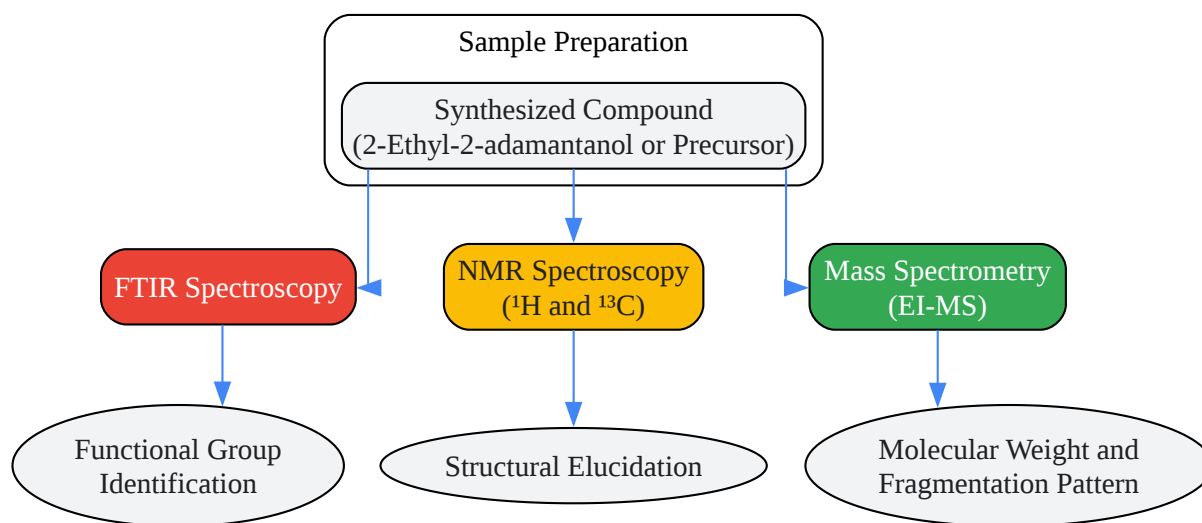 Sample Preparation
Synthesized Compound
(2-Ethyl-2-adamantanol or Precursor)
FTIR Spectroscopy
NMR Spectroscopy
(¹H and ¹³C)
Mass Spectrometry
(EI-MS)
Functional Group
Identification
Structural Elucidation
Molecular Weight and
Fragmentation Pattern